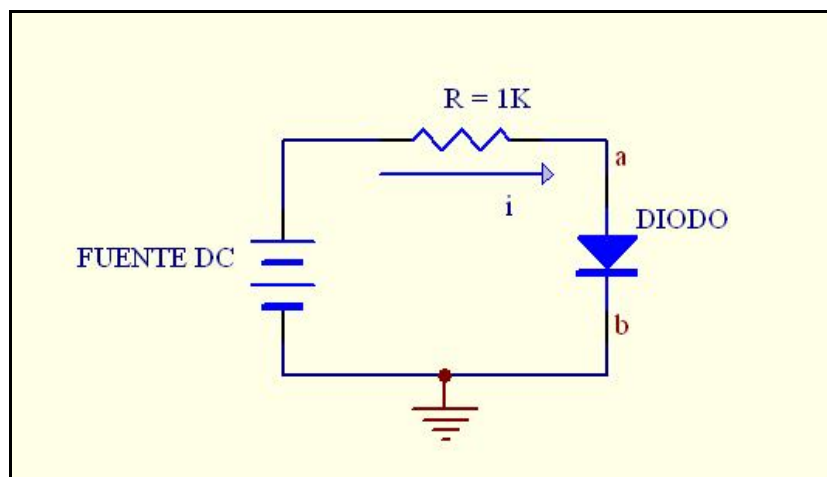 R = 1K
a
i
DIODO
FUENTE DC
b